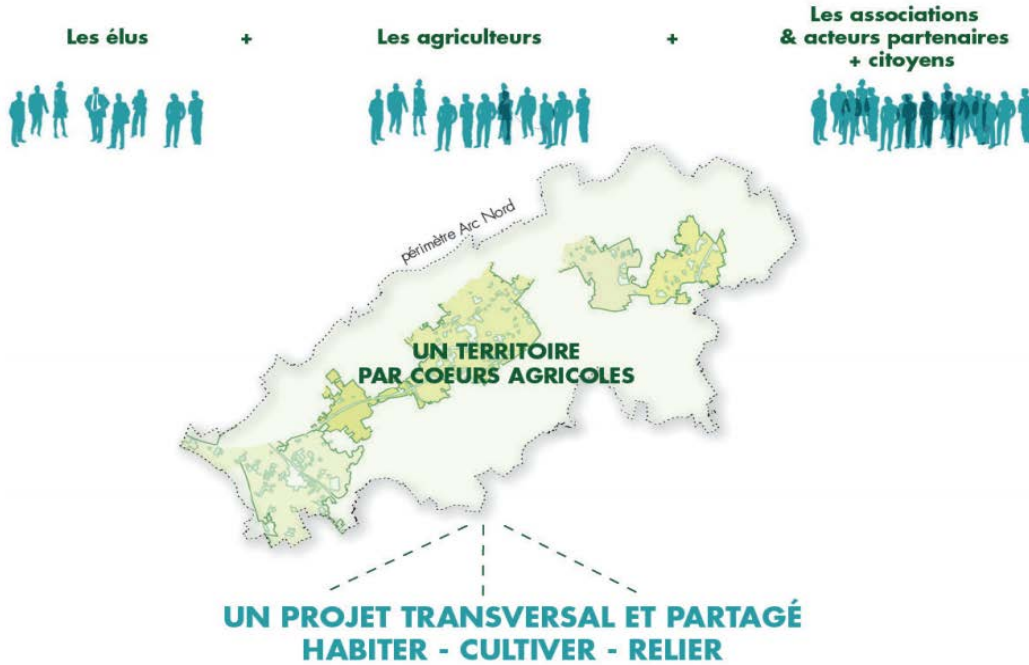 Les élus
+
Les agriculteurs
+
Les associations
& acteurs partenaires
+ citoyens
périmètre Arc Nord
UN TERRITOIRE
PAR COEURS AGRICOLES
UN PROJET TRANSVERSAL ET PARTAGÉ
HABITER - CULTIVER - RELIER